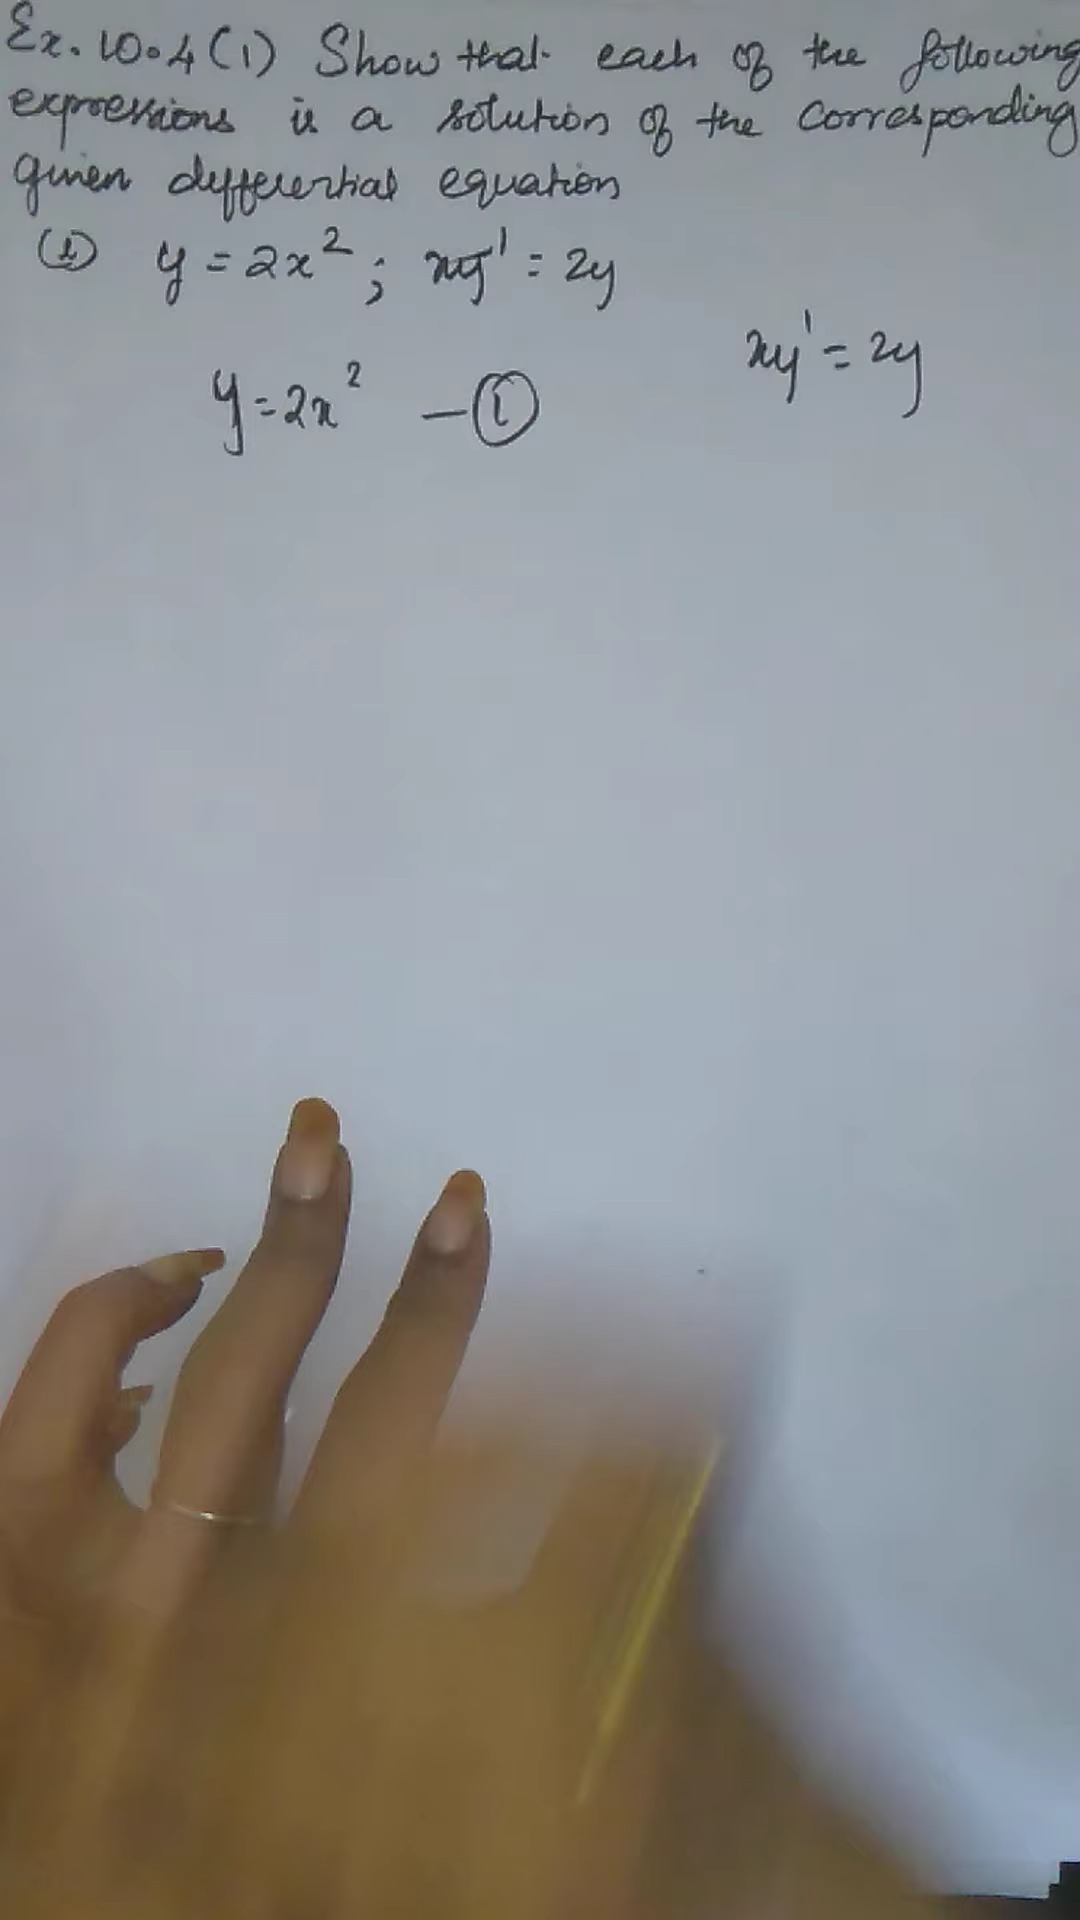 Ex. 10.4 (1) Show that each of the following
expressions is a solution of the corresponding
given differential equation
(i) y = 2x² ; xy' = 2y
xy' = 2y
y = 2x² — ①